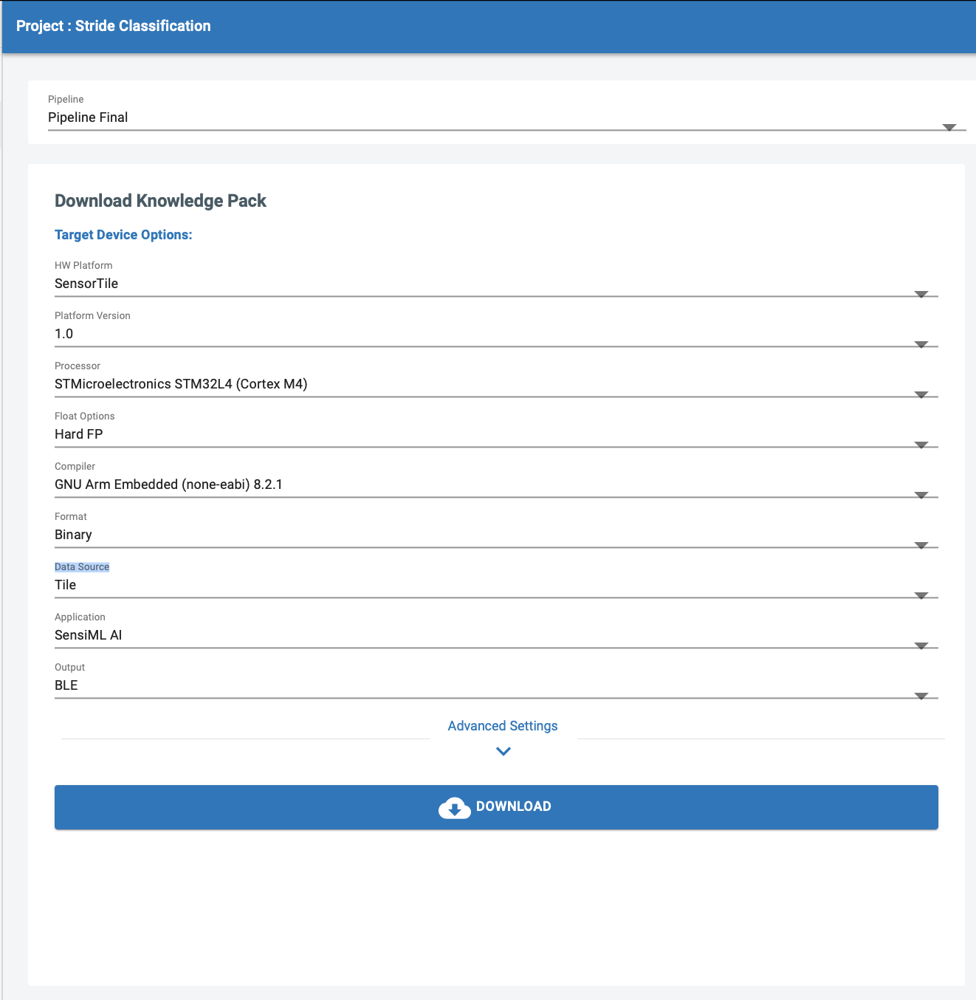 Project : Stride Classification
Pipeline
Pipeline Final
Download Knowledge Pack
Target Device Options:
HW Platform
SensorTile
Platform Version
1.0
Processor
STMicroelectronics STM32L4 (Cortex M4)
Float Options
Hard FP
Compiler
GNU Arm Embedded (none-eabi) 8.2.1
Format
Binary
Data Source
Tile
Application
SensiML AI
Output
BLE
Advanced Settings
DOWNLOAD